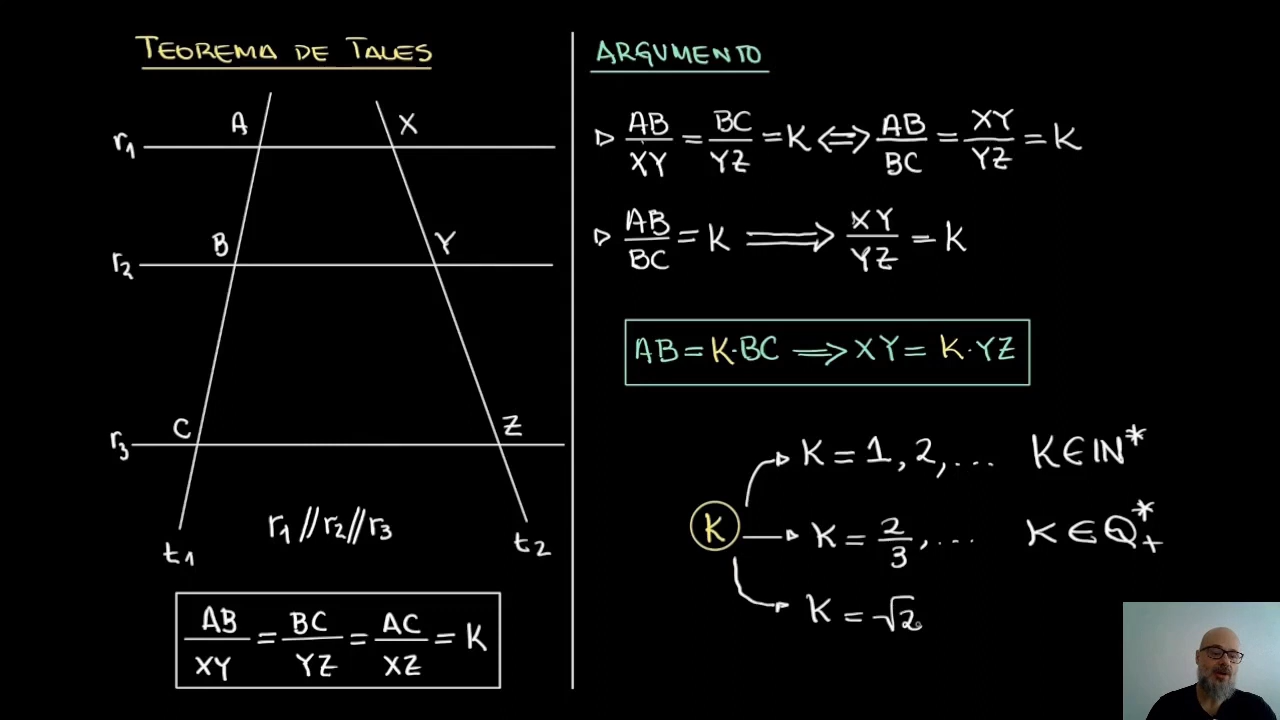 TEOREMA DE TALES
A X
r1
B Y
r2
C Z
r3
r1 // r2 // r3
t1 t2
AB/XY = BC/YZ = AC/XZ = K
ARGUMENTO
▷ AB/XY = BC/YZ = K ⟺ AB/BC = XY/YZ = K
▷ AB/BC = K ⟹ XY/YZ = K
AB = K·BC ⟹ XY = K·YZ
K
K = 1, 2, ... K ∈ IN*
K = 2/3, ... K ∈ Q*+
K = √2